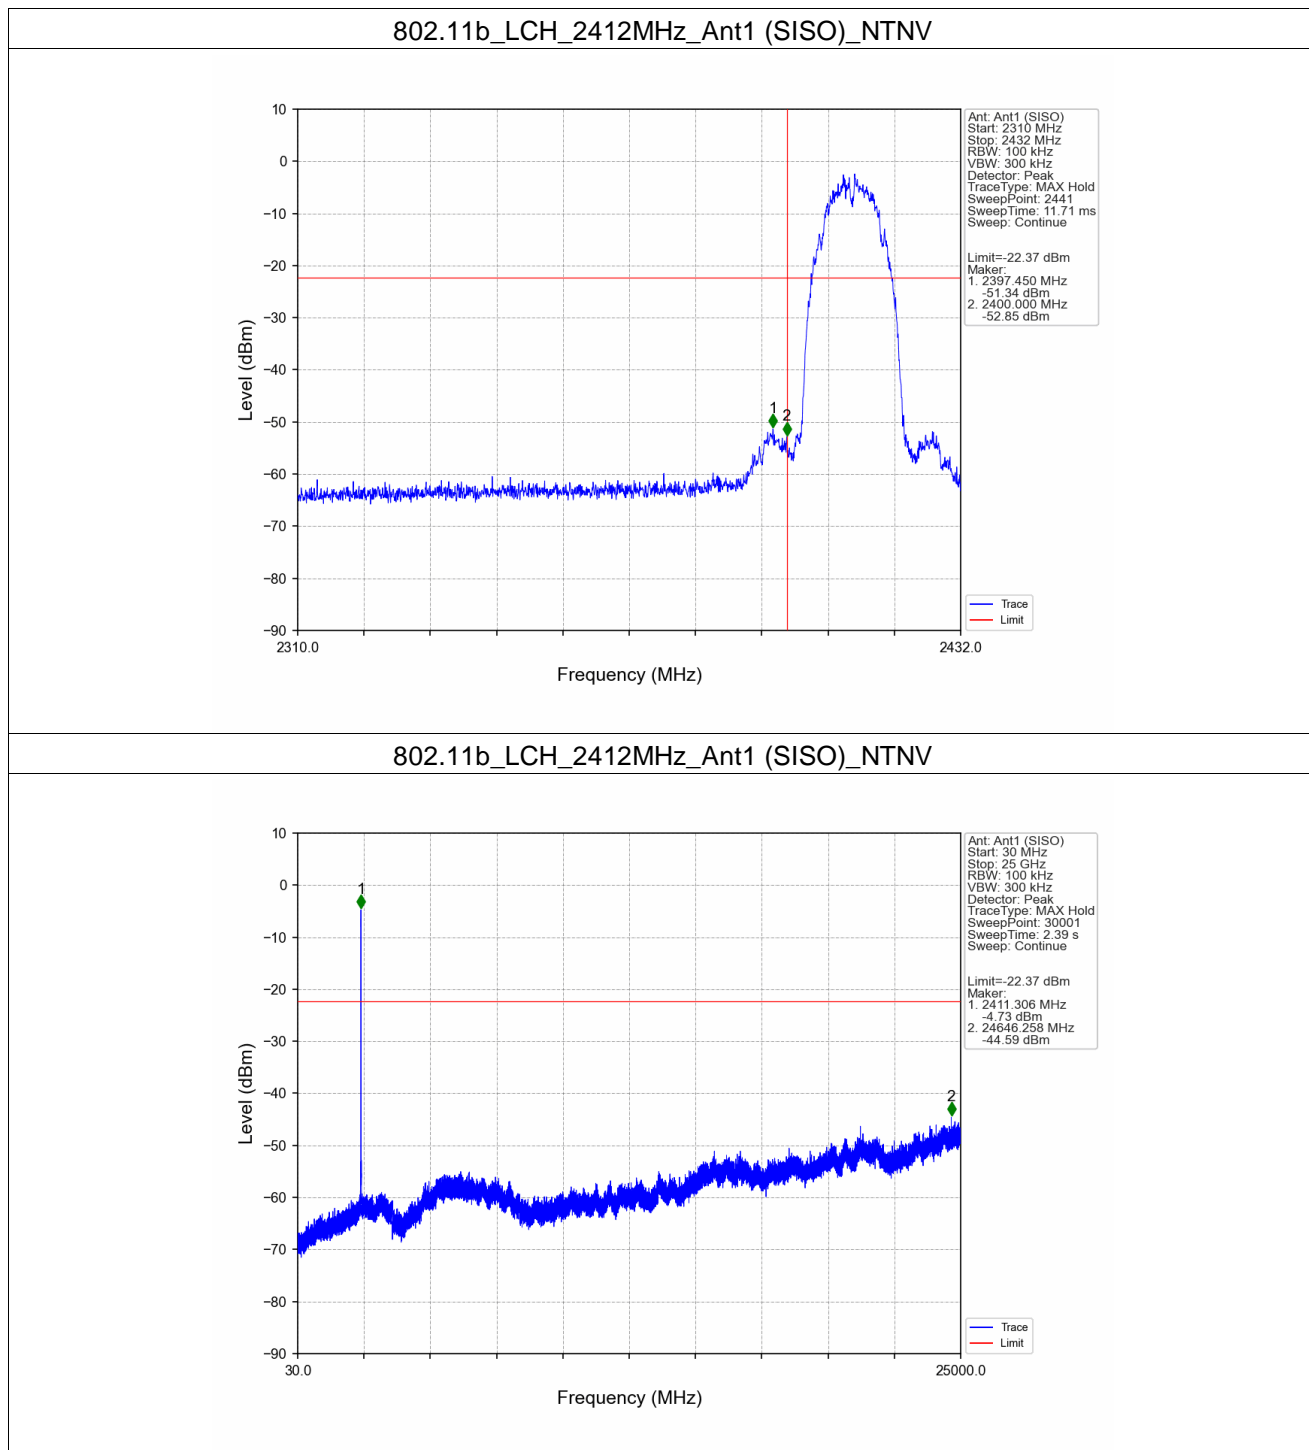 802.11b_LCH_2412MHz_Ant1 (SISO)_NTNV
10
0
−10
−20
−30
−40
−50
−60
−70
−80
−90
Level (dBm)
1
2
2310.0
2432.0
Frequency (MHz)
Ant: Ant1 (SISO)
Start: 2310 MHz
Stop: 2432 MHz
RBW: 100 kHz
VBW: 300 kHz
Detector: Peak
TraceType: MAX Hold
SweepPoint: 2441
SweepTime: 11.71 ms
Sweep: Continue
Limit=-22.37 dBm
Maker:
1. 2397.450 MHz
-51.34 dBm
2. 2400.000 MHz
-52.85 dBm
Trace
Limit
802.11b_LCH_2412MHz_Ant1 (SISO)_NTNV
10
0
−10
−20
−30
−40
−50
−60
−70
−80
−90
Level (dBm)
1
2
30.0
25000.0
Frequency (MHz)
Ant: Ant1 (SISO)
Start: 30 MHz
Stop: 25 GHz
RBW: 100 kHz
VBW: 300 kHz
Detector: Peak
TraceType: MAX Hold
SweepPoint: 30001
SweepTime: 2.39 s
Sweep: Continue
Limit=-22.37 dBm
Maker:
1. 2411.306 MHz
-4.73 dBm
2. 24646.258 MHz
-44.59 dBm
Trace
Limit